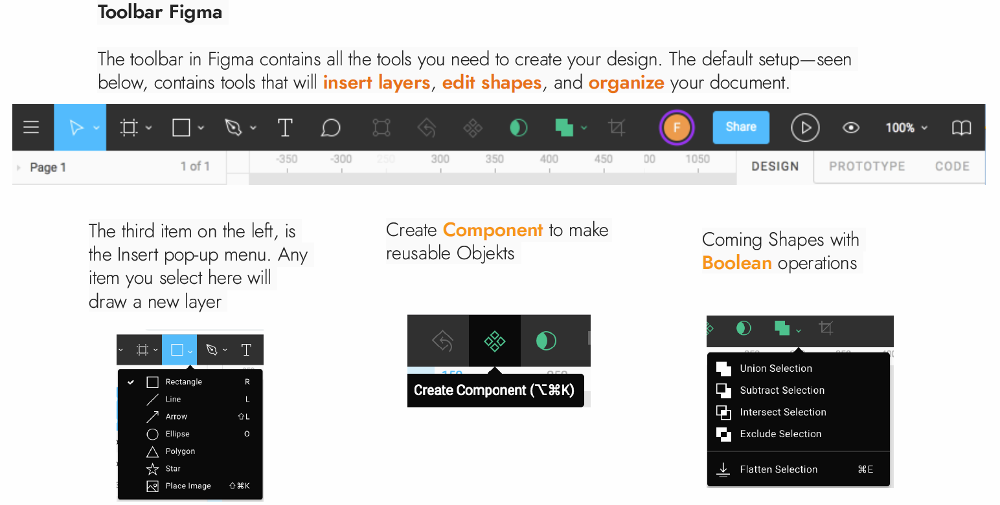 Toolbar Figma
The toolbar in Figma contains all the tools you need to create your design. The default setup—seen
below, contains tools that will insert layers, edit shapes, and organize your document.
T F Share 100%
Page 1 1 of 1 -350 -300 250 300 350 400 450 00 1050 DESIGN PROTOTYPE CODE
The third item on the left, is
the Insert pop-up menu. Any
item you select here will
draw a new layer
T
Rectangle R
Line L
Arrow ⇧L
Ellipse O
Polygon
Star
Place Image ⇧⌘K
Create Component to make
reusable Objekts
Create Component (⌥⌘K)
Coming Shapes with
Boolean operations
Union Selection
Subtract Selection
Intersect Selection
Exclude Selection
Flatten Selection ⌘E